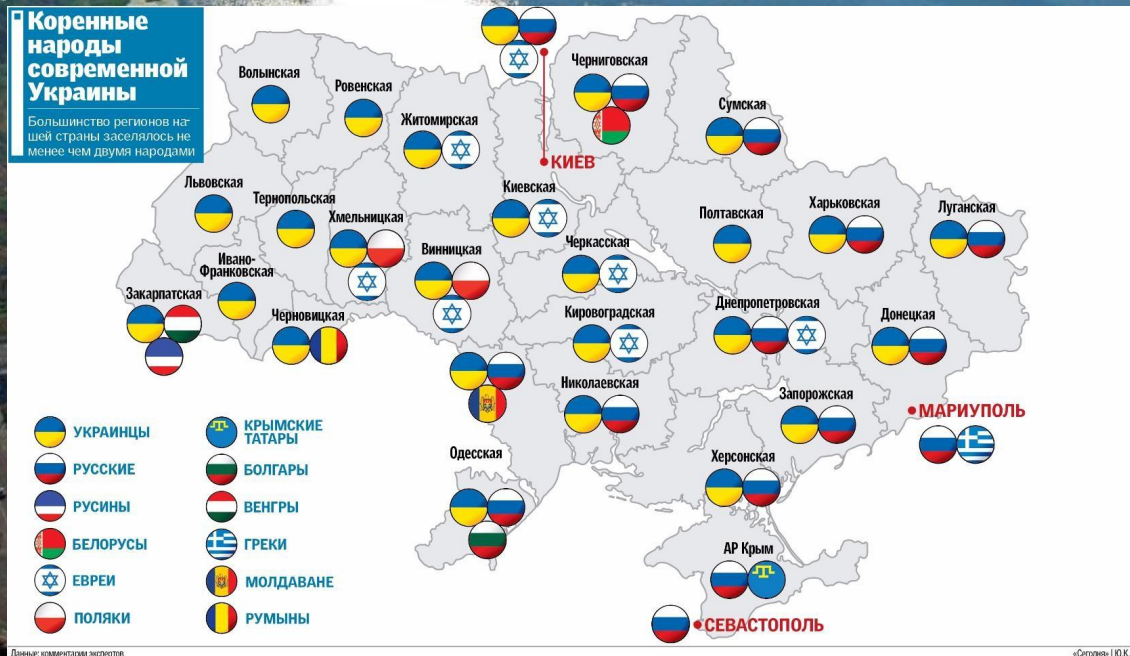 Коренные
народы
современной
Украины
Большинство регионов на-
шей страны заселялось не
менее чем двумя народами
Волынская
Ровенская
Житомирская
Черниговская
Сумская
КИЕВ
Львовская
Тернопольская
Хмельницкая
Киевская
Винницкая
Черкасская
Полтавская
Харьковская
Луганская
Ивано-
Франковская
Закарпатская
Черновицкая
Кировоградская
Днепропетровская
Донецкая
Николаевская
Запорожская
МАРИУПОЛЬ
Одесская
Херсонская
АР Крым
СЕВАСТОПОЛЬ
УКРАИНЦЫ
РУССКИЕ
РУСИНЫ
БЕЛОРУСЫ
ЕВРЕИ
ПОЛЯКИ
КРЫМСКИЕ
ТАТАРЫ
БОЛГАРЫ
ВЕНГРЫ
ГРЕКИ
МОЛДАВАНЕ
РУМЫНЫ
Данные: комментарии экспертов
«Сегодня» | Ю.К.